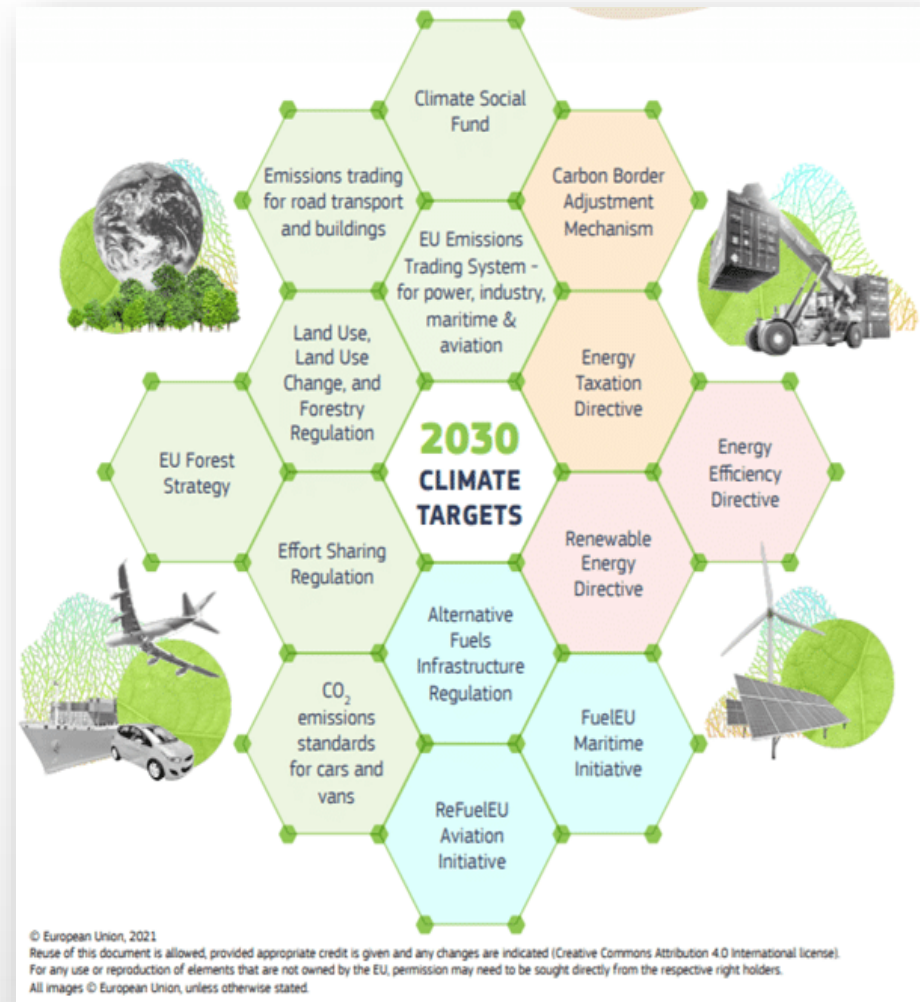 Climate Social
Fund
Emissions trading
for road transport
and buildings
Carbon Border
Adjustment
Mechanism
EU Emissions
Trading System -
for power, industry,
maritime &
aviation
Land Use,
Land Use
Change, and
Forestry
Regulation
Energy
Taxation
Directive
EU Forest
Strategy
2030
CLIMATE
TARGETS
Energy
Efficiency
Directive
Effort Sharing
Regulation
Renewable
Energy
Directive
Alternative
Fuels
Infrastructure
Regulation
CO₂
emissions
standards
for cars and
vans
FuelEU
Maritime
Initiative
ReFuelEU
Aviation
Initiative
© European Union, 2021
Reuse of this document is allowed, provided appropriate credit is given and any changes are indicated (Creative Commons Attribution 4.0 International license).
For any use or reproduction of elements that are not owned by the EU, permission may need to be sought directly from the respective right holders.
All images © European Union, unless otherwise stated.